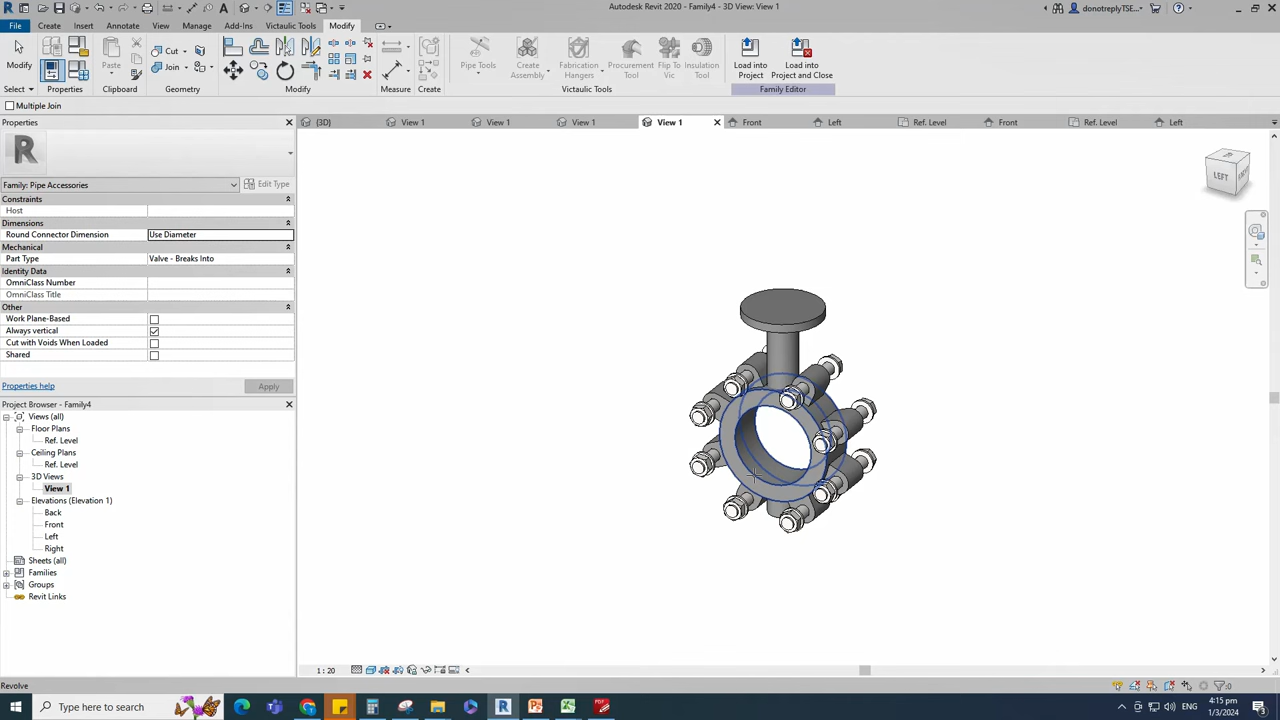 Autodesk Revit 2020 - Family4 - 3D View: View 1
donotreplyTSE...
File
Create
Insert
Annotate
View
Manage
Add-Ins
Victaulic Tools
Modify
Modify
Paste
Cut
Join
Pipe Tools
Create Assembly
Fabrication Hangers
Procurement Tool
Flip To Vic
Insulation Tool
Load into Project
Load into Project and Close
Select
Properties
Clipboard
Geometry
Modify
Measure
Create
Victaulic Tools
Family Editor
Multiple Join
Properties
{3D}
View 1
View 1
View 1
View 1
Front
Left
Ref. Level
Front
Ref. Level
Left
R
LEFT
Family: Pipe Accessories
Edit Type
Constraints
Host
Dimensions
Round Connector Dimension
Use Diameter
Mechanical
Part Type
Valve - Breaks Into
Identity Data
OmniClass Number
OmniClass Title
Other
Work Plane-Based
Always vertical
Cut with Voids When Loaded
Shared
Properties help
Apply
Project Browser - Family4
Views (all)
Floor Plans
Ref. Level
Ceiling Plans
Ref. Level
3D Views
View 1
Elevations (Elevation 1)
Back
Front
Left
Right
Sheets (all)
Families
Groups
Revit Links
1 : 20
Revolve
:0
Type here to search
4:15 pm
1/3/2024